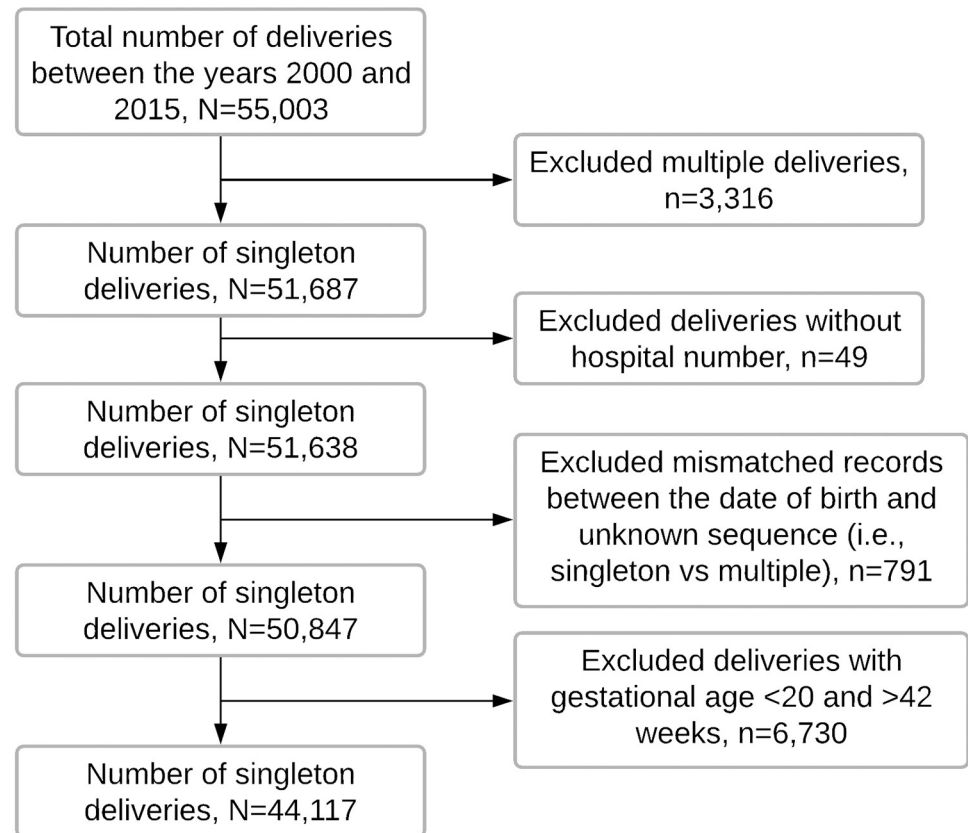 Total number of deliveries
between the years 2000 and
2015, N=55,003
Excluded multiple deliveries,
n=3,316
Number of singleton
deliveries, N=51,687
Excluded deliveries without
hospital number, n=49
Number of singleton
deliveries, N=51,638
Excluded mismatched records
between the date of birth and
unknown sequence (i.e.,
singleton vs multiple), n=791
Number of singleton
deliveries, N=50,847
Excluded deliveries with
gestational age <20 and >42
weeks, n=6,730
Number of singleton
deliveries, N=44,117